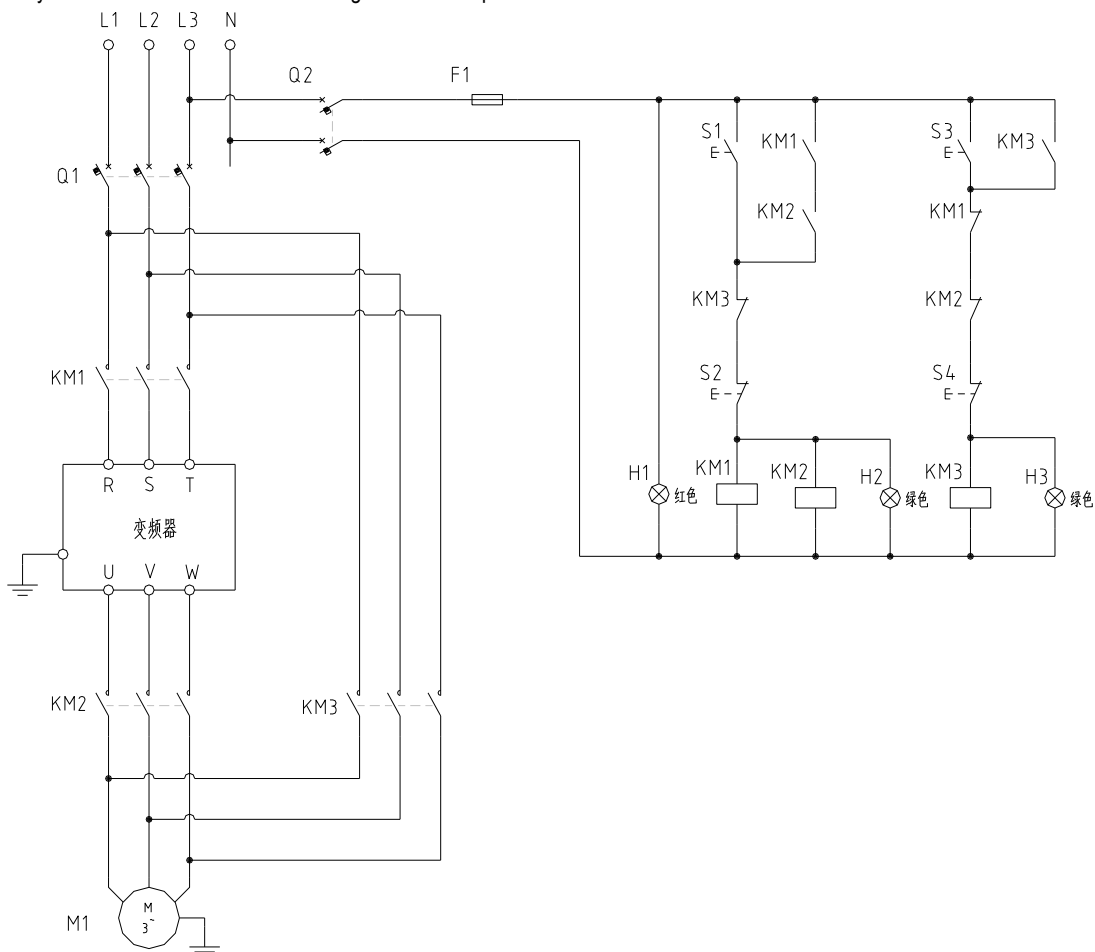 L1 L2 L3 N
Q2 F1
S1 KM1 S3 KM3
Q1
KM2 KM1
KM3 KM2
KM1
S2 S4
H1 KM1 KM2 H2 KM3 H3
红色 绿色 绿色
R S T
变频器
U V W
KM2 KM3
M1
M
3~